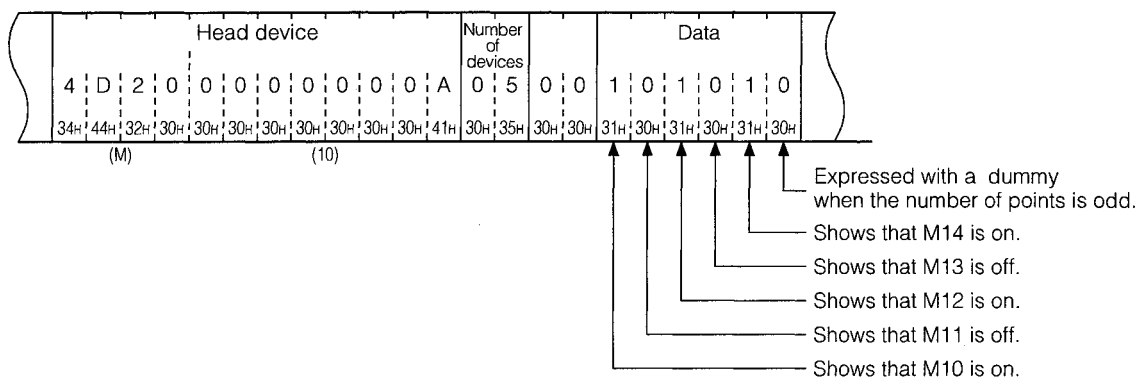 Head device
Number
of
devices
Data
4 D 2 0 0 0 0 0 0 0 0 A 0 5 0 0 1 0 1 0 1 0
34H 44H 32H 30H 30H 30H 30H 30H 30H 30H 30H 41H 30H 35H 30H 30H 31H 30H 31H 30H 31H 30H
(M) (10)
Expressed with a dummy
when the number of points is odd.
Shows that M14 is on.
Shows that M13 is off.
Shows that M12 is on.
Shows that M11 is off.
Shows that M10 is on.